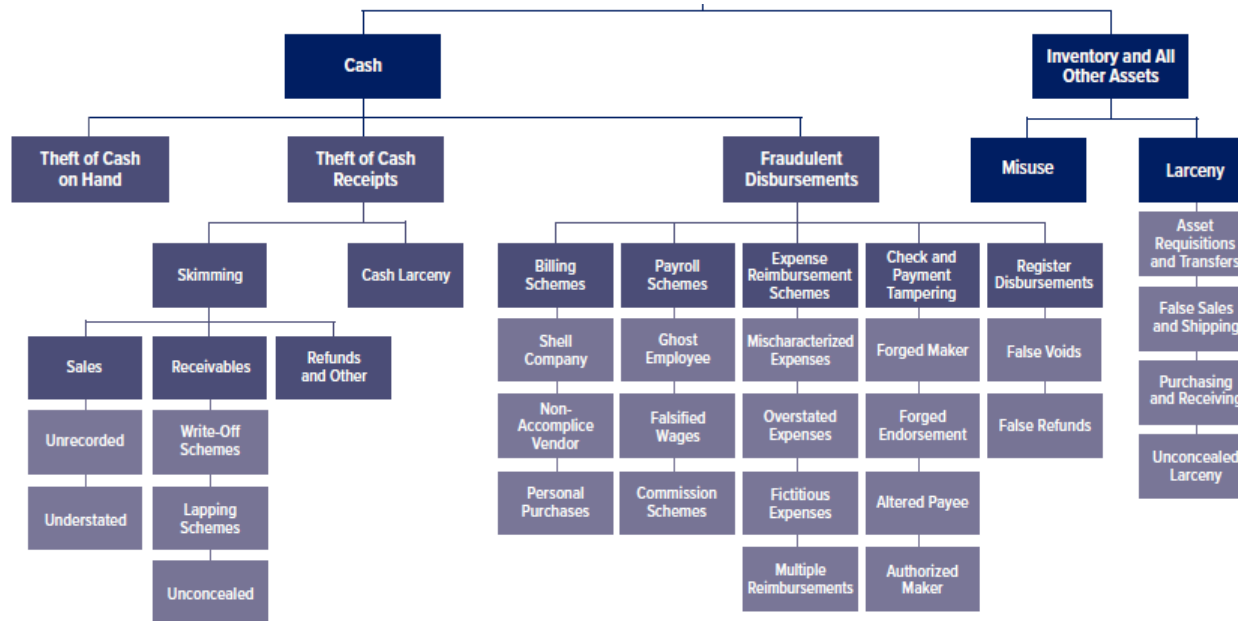 Cash
Inventory and All
Other Assets
Theft of Cash
on Hand
Theft of Cash
Receipts
Fraudulent
Disbursements
Misuse
Larceny
Skimming
Cash Larceny
Billing
Schemes
Payroll
Schemes
Expense
Reimbursement
Schemes
Check and
Payment
Tampering
Register
Disbursements
Asset
Requisitions
and Transfers
Sales
Receivables
Refunds
and Other
Shell
Company
Ghost
Employee
Mischaracterized
Expenses
Forged Maker
False Voids
False Sales
and Shipping
Unrecorded
Write-Off
Schemes
Non-
Accomplice
Vendor
Falsified
Wages
Overstated
Expenses
Forged
Endorsement
False Refunds
Purchasing
and Receiving
Understated
Lapping
Schemes
Personal
Purchases
Commission
Schemes
Fictitious
Expenses
Altered Payee
Unconcealed
Larceny
Unconcealed
Multiple
Reimbursements
Authorized
Maker